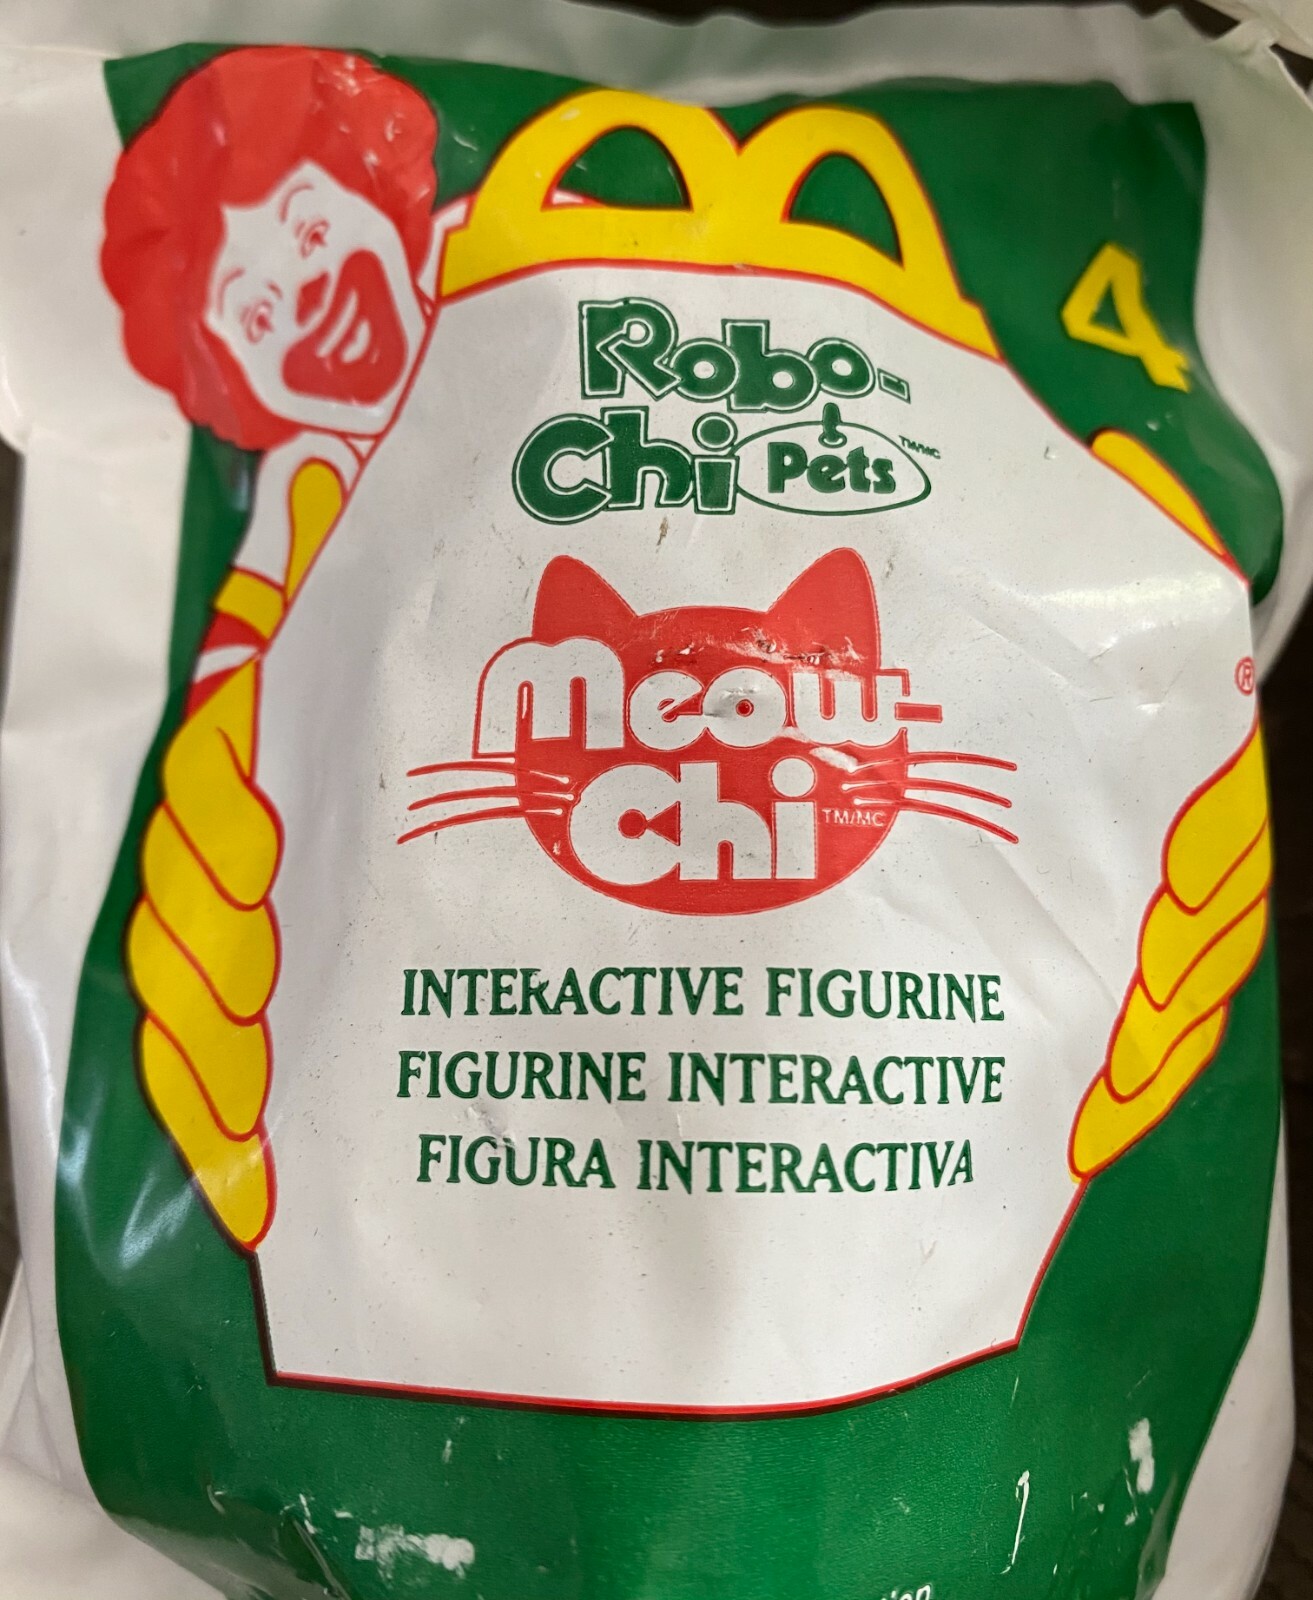 4
Robo-
Chi Pets TM/MC
Meow-
Chi TM/MC
®
INTERACTIVE FIGURINE
FIGURINE INTERACTIVE
FIGURA INTERACTIVA